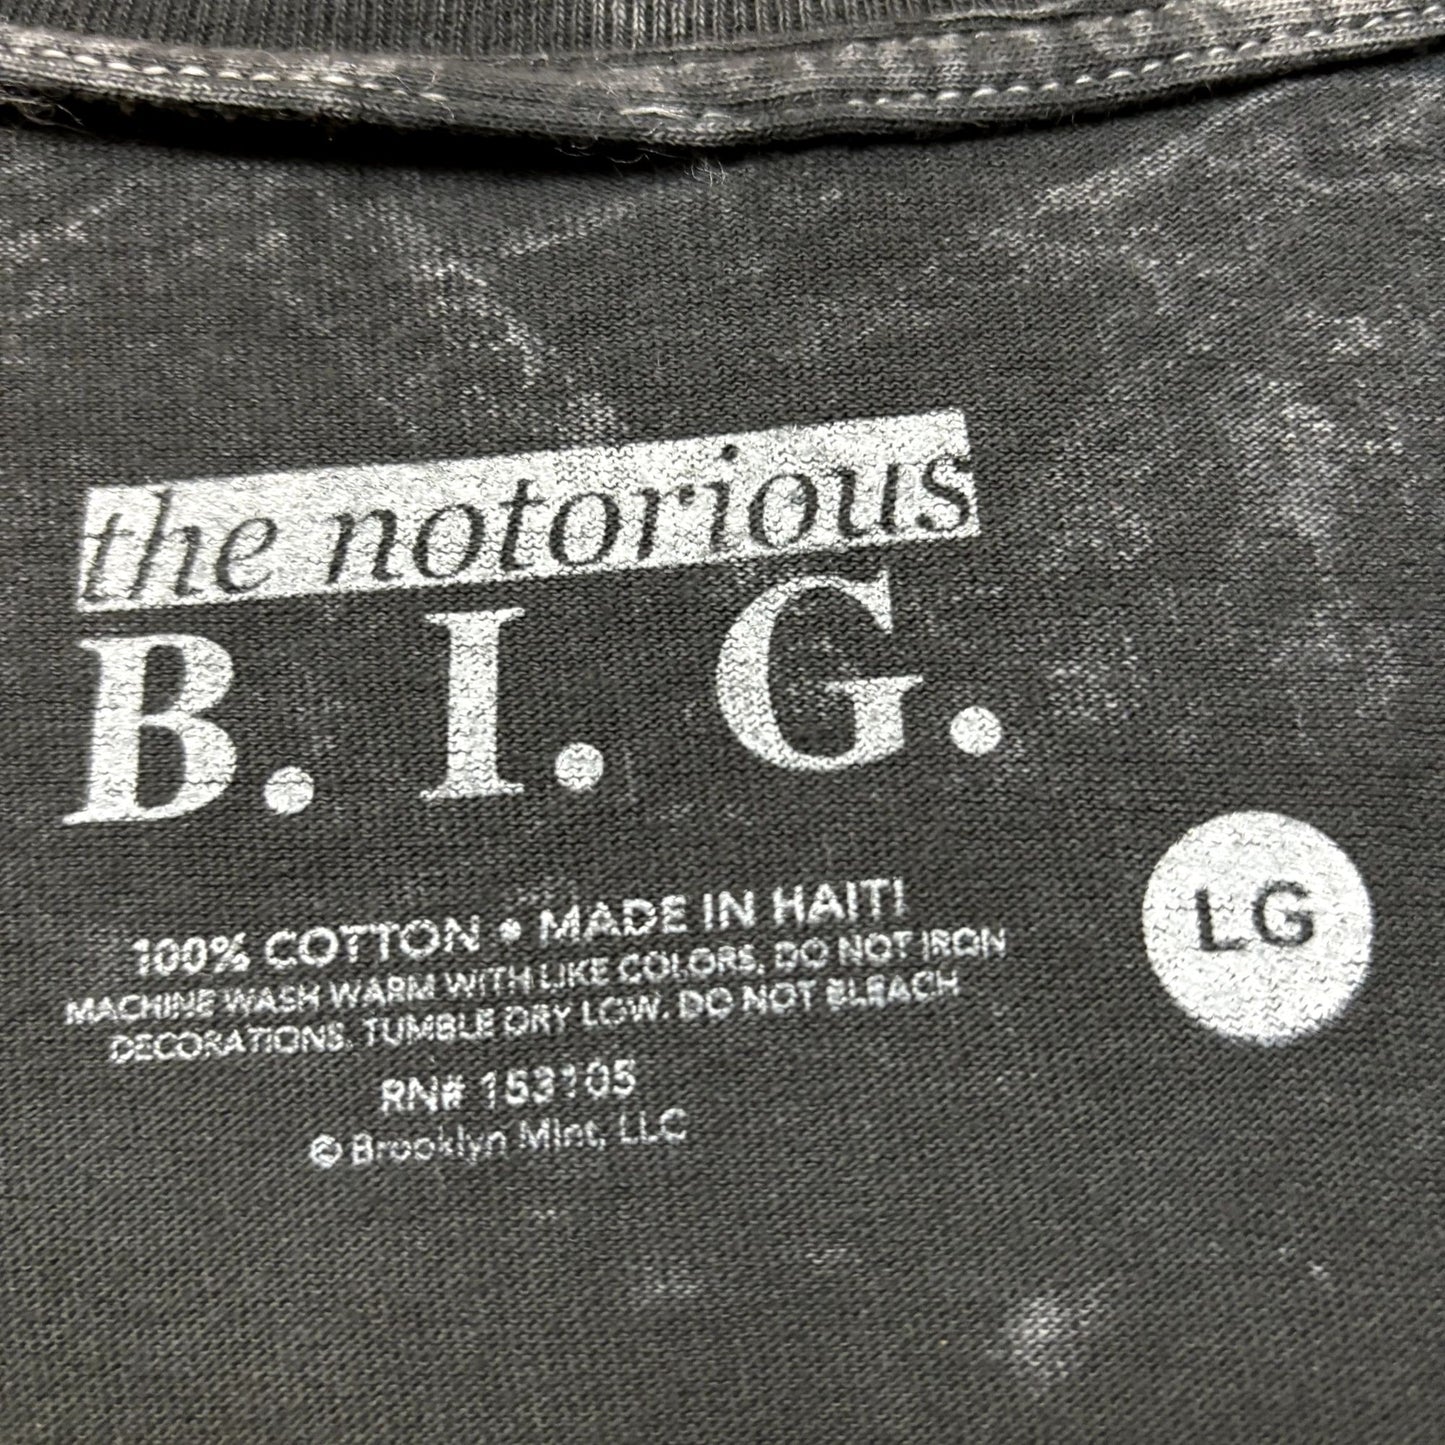 the notorious
B. I. G.
LG
100% COTTON • MADE IN HAITI
MACHINE WASH WARM WITH LIKE COLORS. DO NOT IRON
DECORATIONS. TUMBLE DRY LOW. DO NOT BLEACH
RN# 153105
© Brooklyn Mint, LLC